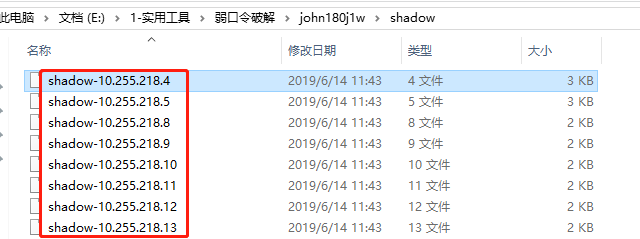 此电脑 > 文档 (E:) > 1-实用工具 > 弱口令破解 > john180j1w > shadow
名称 修改日期 类型 大小
shadow-10.255.218.4 2019/6/14 11:43 4 文件 3 KB
shadow-10.255.218.5 2019/6/14 11:43 5 文件 3 KB
shadow-10.255.218.8 2019/6/14 11:43 8 文件 2 KB
shadow-10.255.218.9 2019/6/14 11:43 9 文件 2 KB
shadow-10.255.218.10 2019/6/14 11:43 10 文件 2 KB
shadow-10.255.218.11 2019/6/14 11:43 11 文件 2 KB
shadow-10.255.218.12 2019/6/14 11:43 12 文件 2 KB
shadow-10.255.218.13 2019/6/14 11:43 13 文件 2 KB